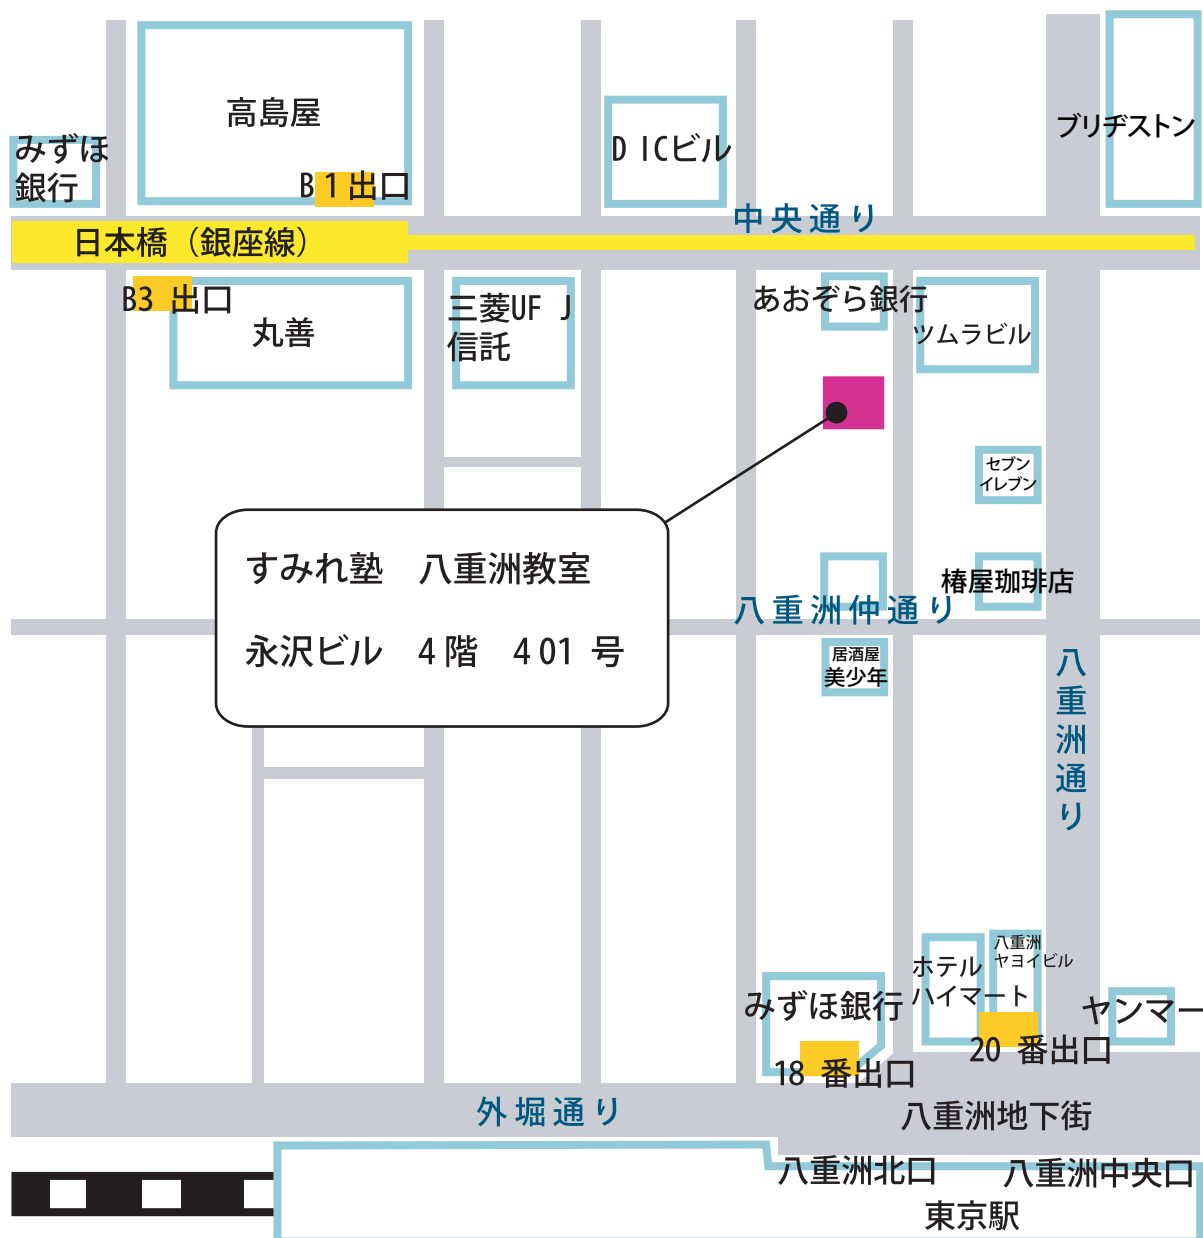 高島屋
みずほ
銀行
B1出口
DICビル
ブリヂストン
中央通り
日本橋（銀座線）
B3 出口
丸善
三菱UFJ
信託
あおぞら銀行
ツムラビル
セブン
イレブン
すみれ塾　八重洲教室
永沢ビル　4階　401 号
椿屋珈琲店
八重洲仲通り
居酒屋
美少年
八重洲通り
みずほ銀行
18 番出口
ホテル
ハイマート
八重洲
ヤヨイビル
20 番出口
ヤンマー
外堀通り
八重洲地下街
八重洲北口
八重洲中央口
東京駅